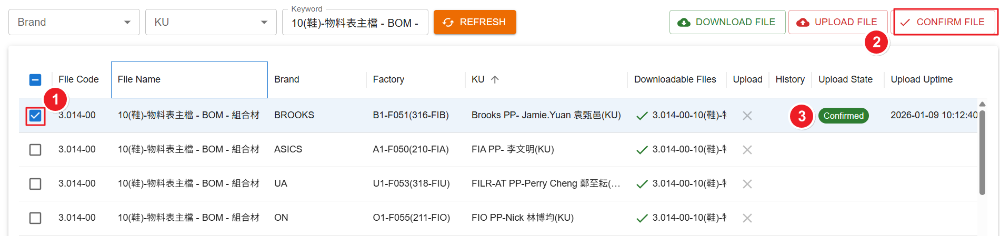 Brand KU Keyword 10(鞋)-物料表主檔 - BOM - REFRESH DOWNLOAD FILE UPLOAD FILE CONFIRM FILE
2
File Code File Name Brand Factory KU Downloadable Files Upload History Upload State Upload Uptime
1
3.014-00 10(鞋)-物料表主檔 - BOM - 組合材 BROOKS B1-F051(316-FIB) Brooks PP- Jamie.Yuan 袁甄邑(KU) 3.014-00-10(鞋)- 3 Confirmed 2026-01-09 10:12:40
3.014-00 10(鞋)-物料表主檔 - BOM - 組合材 ASICS A1-F050(210-FIA) FIA PP- 李文明(KU) 3.014-00-10(鞋)-
3.014-00 10(鞋)-物料表主檔 - BOM - 組合材 UA U1-F053(318-FIU) FILR-AT PP-Perry Cheng 鄭至耘(… 3.014-00-10(鞋)-
3.014-00 10(鞋)-物料表主檔 - BOM - 組合材 ON O1-F055(211-FIO) FIO PP-Nick 林博均(KU) 3.014-00-10(鞋)-